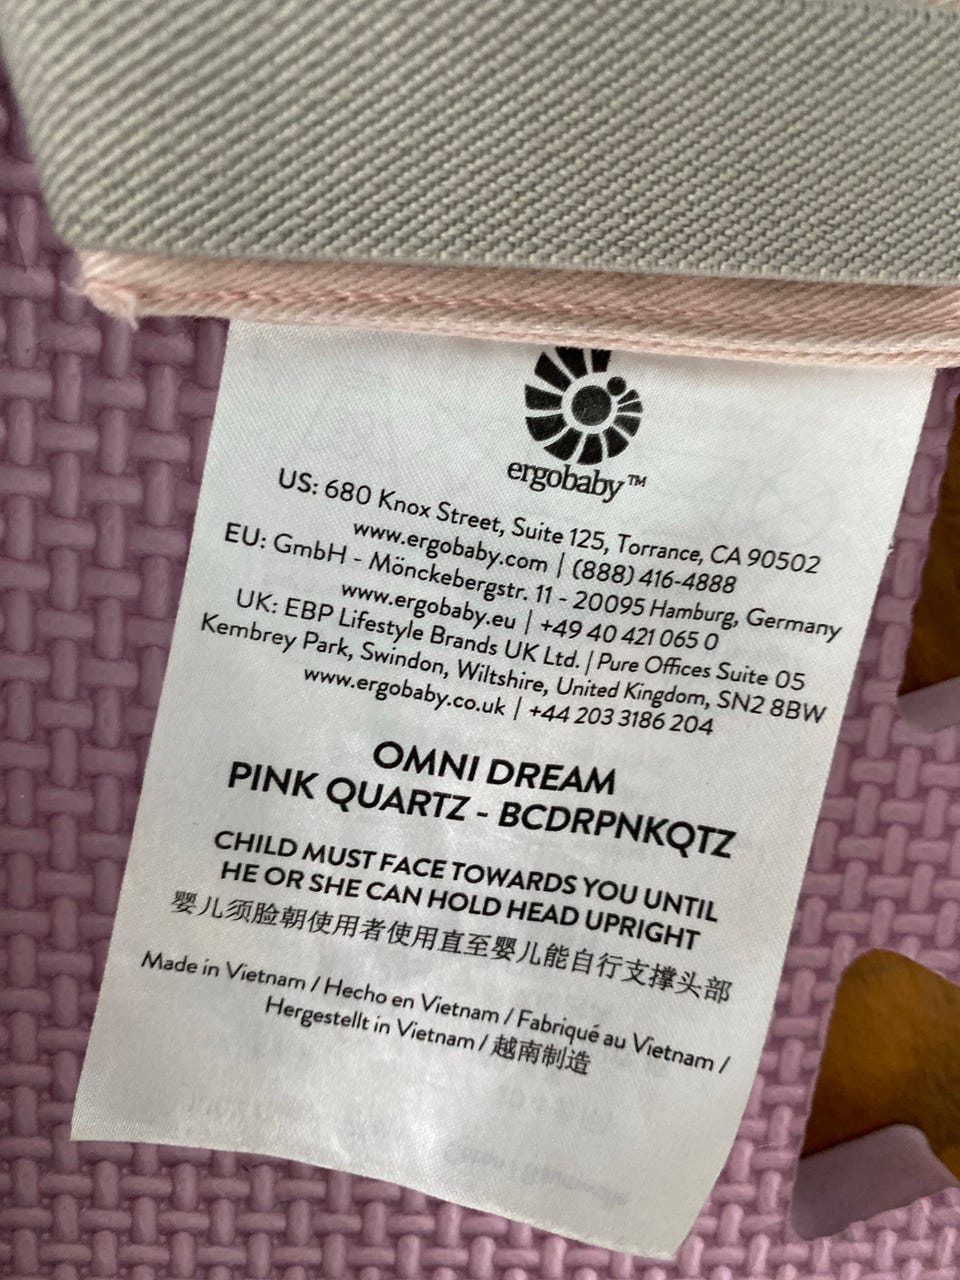 ergobaby™
US: 680 Knox Street, Suite 125, Torrance, CA 90502
www.ergobaby.com | (888) 416-4888
EU: GmbH - Mönckebergstr. 11 - 20095 Hamburg, Germany
www.ergobaby.eu | +49 40 421 065 0
UK: EBP Lifestyle Brands UK Ltd. | Pure Offices Suite 05
Kembrey Park, Swindon, Wiltshire, United Kingdom, SN2 8BW
www.ergobaby.co.uk | +44 203 3186 204
OMNI DREAM
PINK QUARTZ - BCDRPNKQTZ
CHILD MUST FACE TOWARDS YOU UNTIL
HE OR SHE CAN HOLD HEAD UPRIGHT
婴儿须脸朝使用者使用直至婴儿能自行支撑头部
Made in Vietnam / Hecho en Vietnam / Fabriqué au Vietnam /
Hergestellt in Vietnam / 越南制造